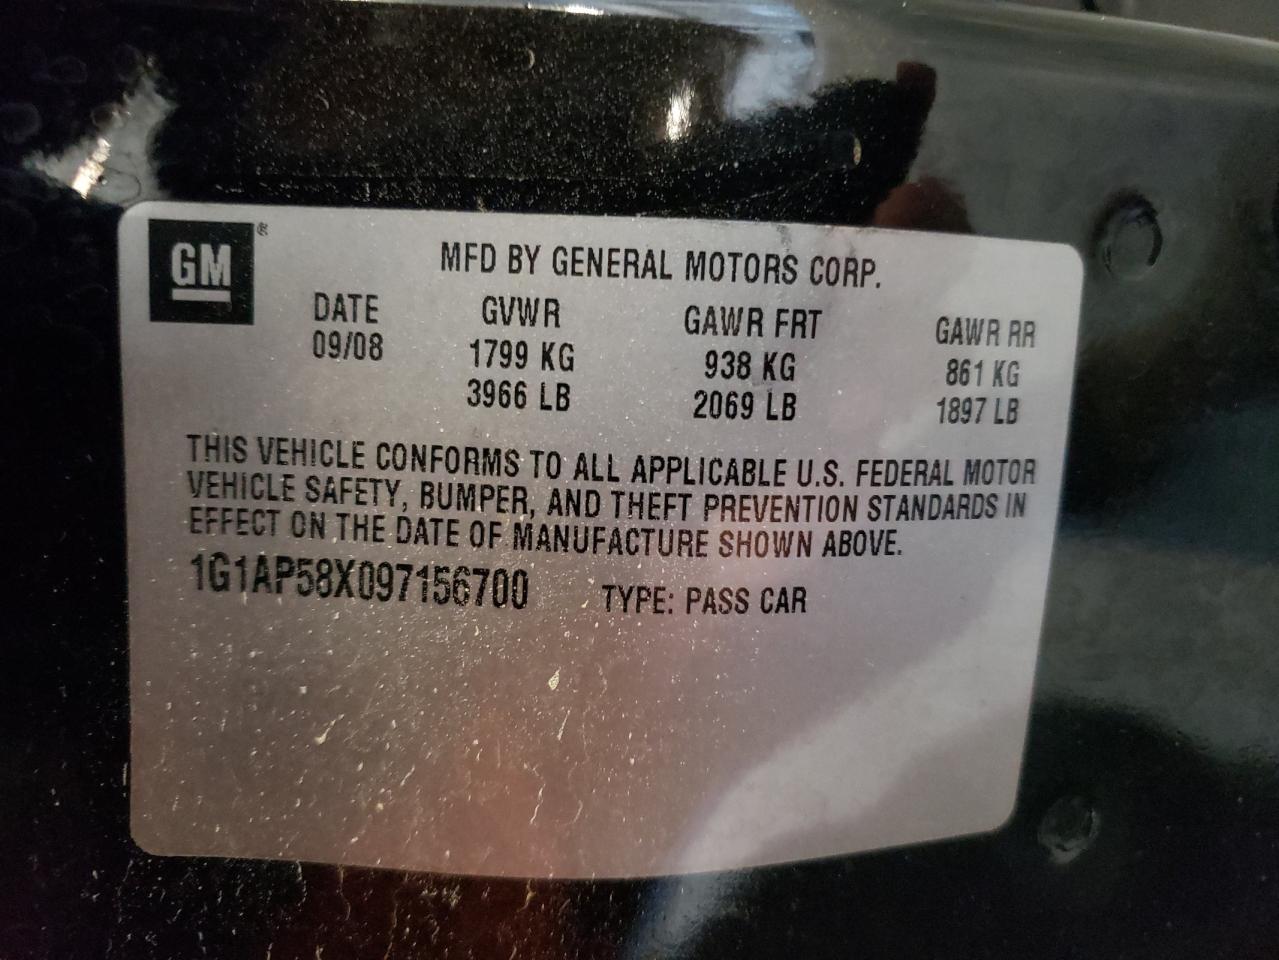 GM®
MFD BY GENERAL MOTORS CORP.
DATE GVWR GAWR FRT GAWR RR
09/08 1799 KG 938 KG 861 KG
3966 LB 2069 LB 1897 LB
THIS VEHICLE CONFORMS TO ALL APPLICABLE U.S. FEDERAL MOTOR
VEHICLE SAFETY, BUMPER, AND THEFT PREVENTION STANDARDS IN
EFFECT ON THE DATE OF MANUFACTURE SHOWN ABOVE.
1G1AP58X097156700 TYPE: PASS CAR